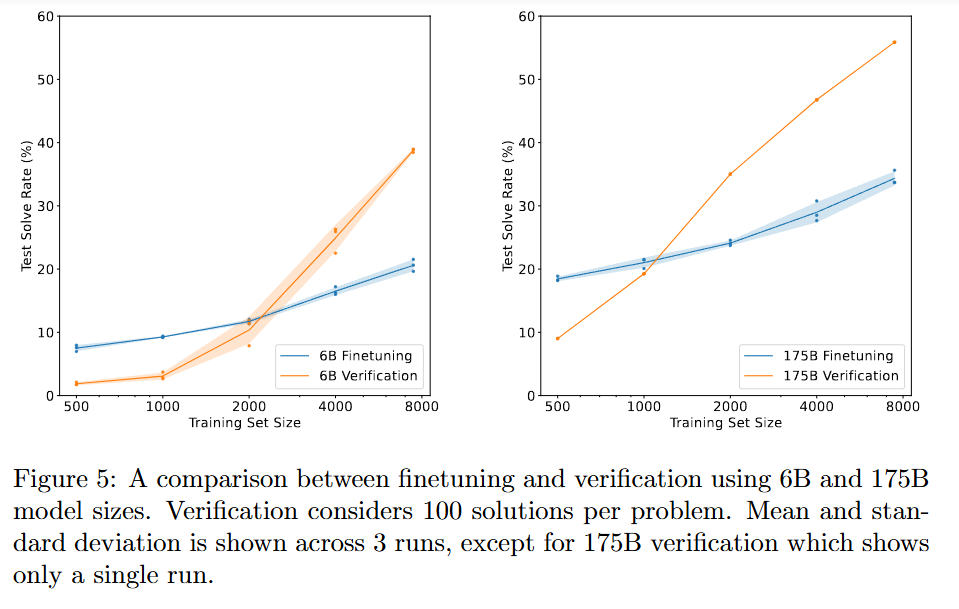 60
50
40
30
20
10
0
Test Solve Rate (%)
500 1000 2000 4000 8000
Training Set Size
6B Finetuning
6B Verification
60
50
40
30
20
10
0
Test Solve Rate (%)
500 1000 2000 4000 8000
Training Set Size
175B Finetuning
175B Verification
Figure 5: A comparison between finetuning and verification using 6B and 175B
model sizes. Verification considers 100 solutions per problem. Mean and stan-
dard deviation is shown across 3 runs, except for 175B verification which shows
only a single run.